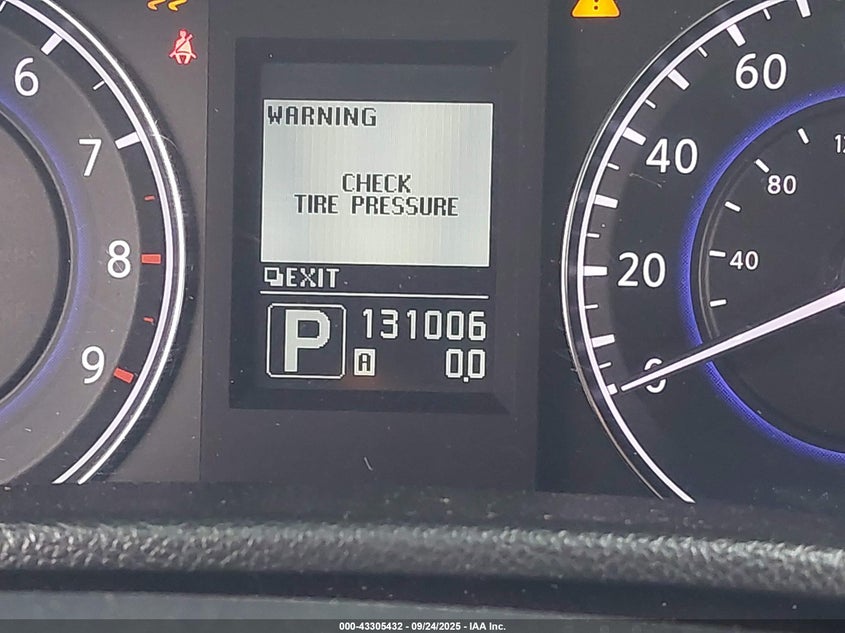 WARNING
CHECK
TIRE PRESSURE
EXIT
P 131006
A 0.0
6
7
8
9
60
40
20
0
80
40
000-43305432 - 09/24/2025 - IAA Inc.